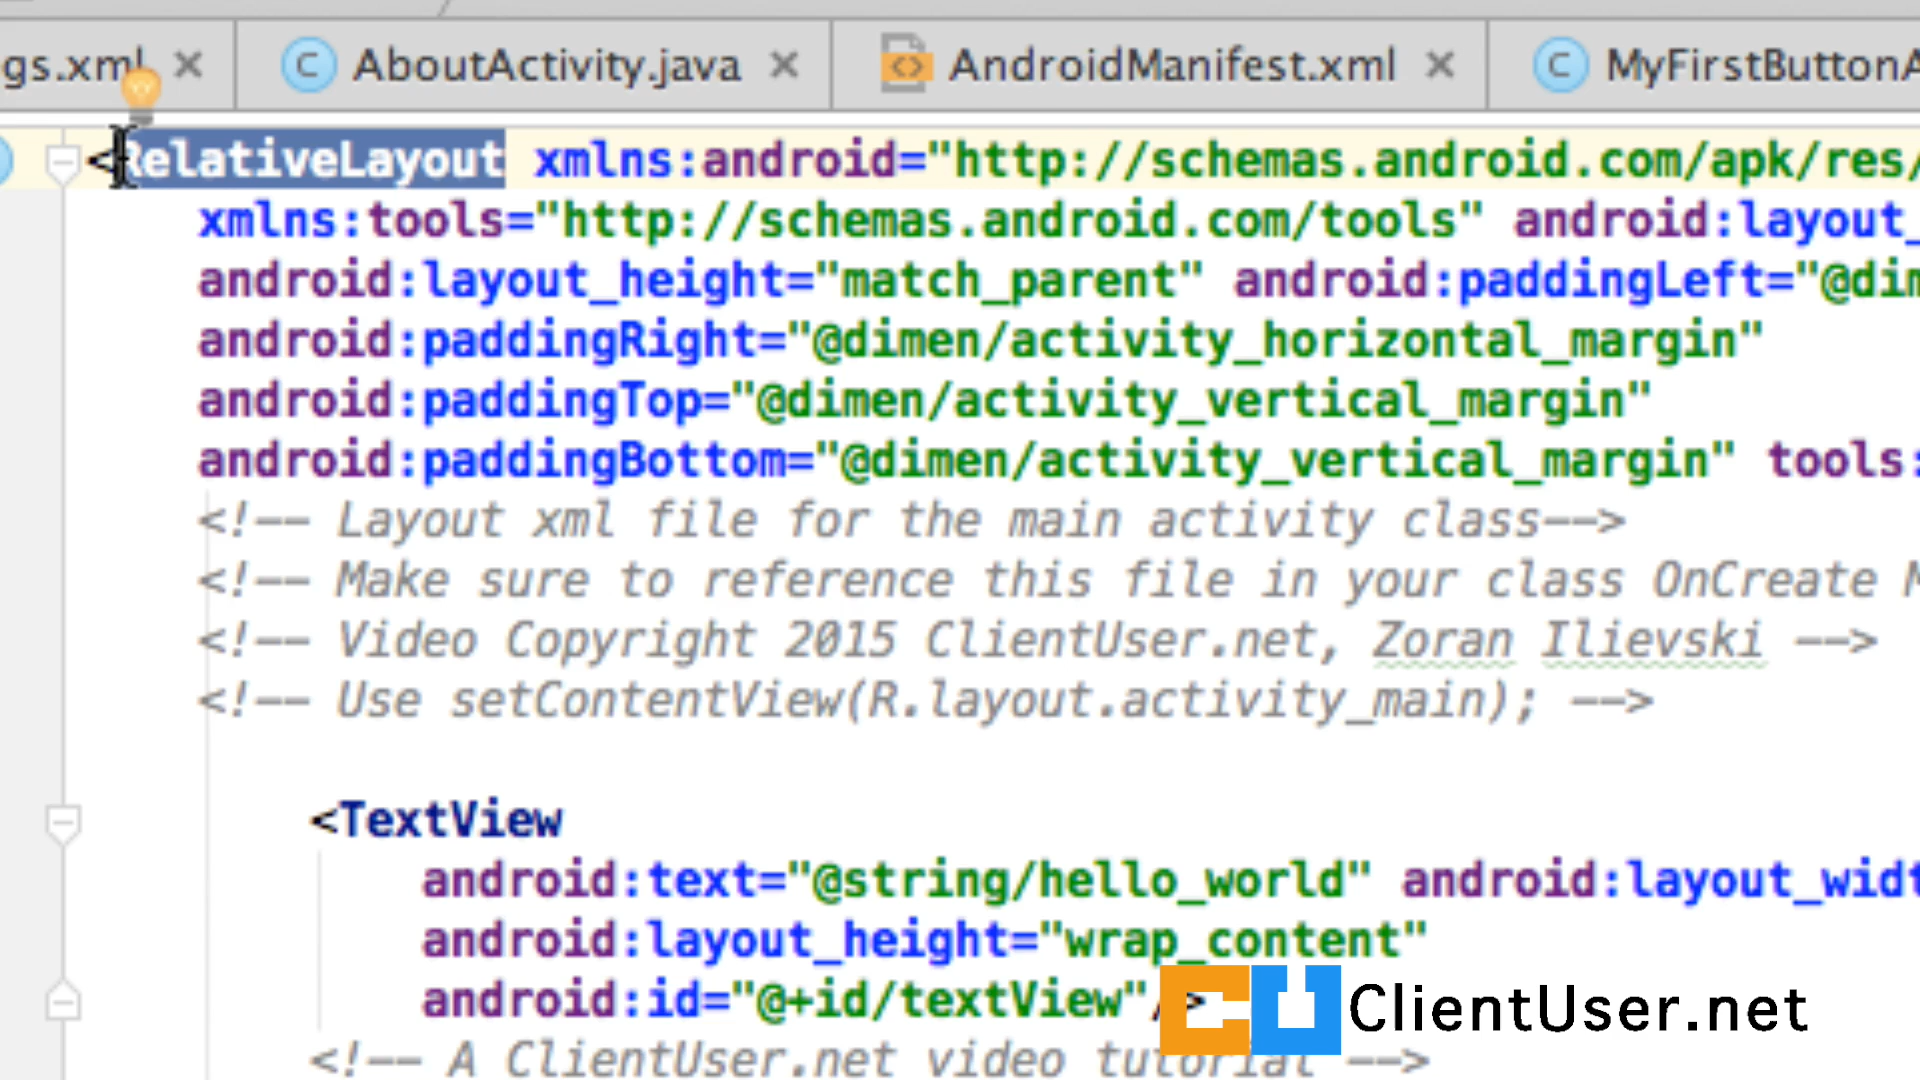 gs.xml AboutActivity.java AndroidManifest.xml MyFirstButtonA
<RelativeLayout xmlns:android="http://schemas.android.com/apk/res/
xmlns:tools="http://schemas.android.com/tools" android:layout_
android:layout_height="match_parent" android:paddingLeft="@dim
android:paddingRight="@dimen/activity_horizontal_margin"
android:paddingTop="@dimen/activity_vertical_margin"
android:paddingBottom="@dimen/activity_vertical_margin" tools:
<!-- Layout xml file for the main activity class-->
<!-- Make sure to reference this file in your class OnCreate M
<!-- Video Copyright 2015 ClientUser.net, Zoran Ilievski -->
<!-- Use setContentView(R.layout.activity_main); -->
<TextView
android:text="@string/hello_world" android:layout_widt
android:layout_height="wrap_content"
android:id="@+id/textView"/>
CU ClientUser.net
<!-- A ClientUser.net video tutorial -->